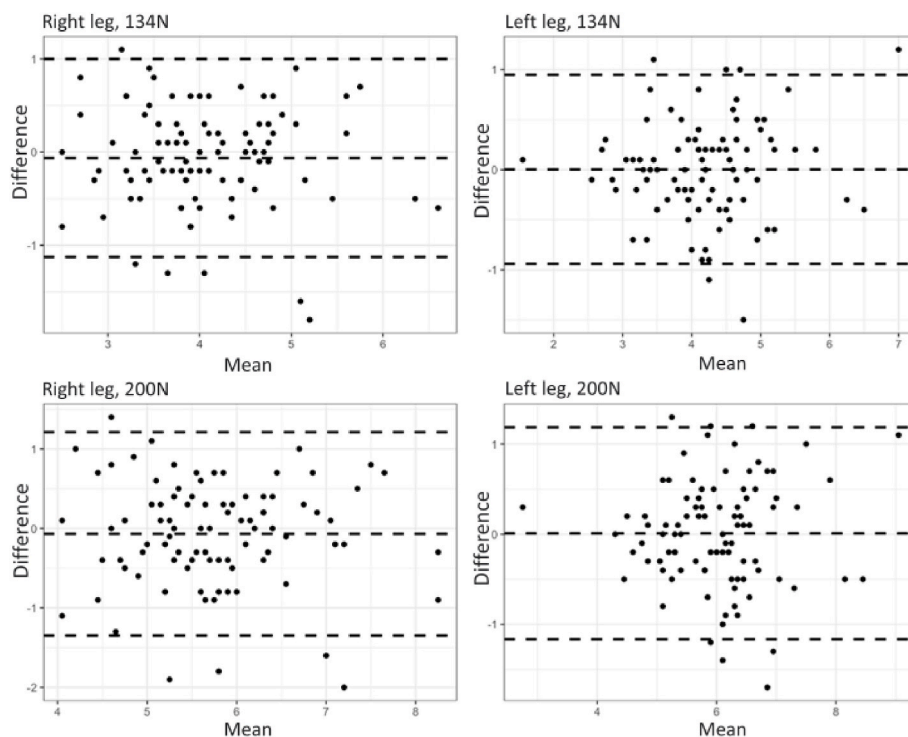 Right leg, 134N
Left leg, 134N
Difference
1
0
-1
3
4
5
6
Mean
Difference
1
0
-1
2
3
4
5
6
7
Mean
Right leg, 200N
Left leg, 200N
Difference
1
0
-1
-2
4
5
6
7
8
Mean
Difference
1
0
-1
4
6
8
Mean